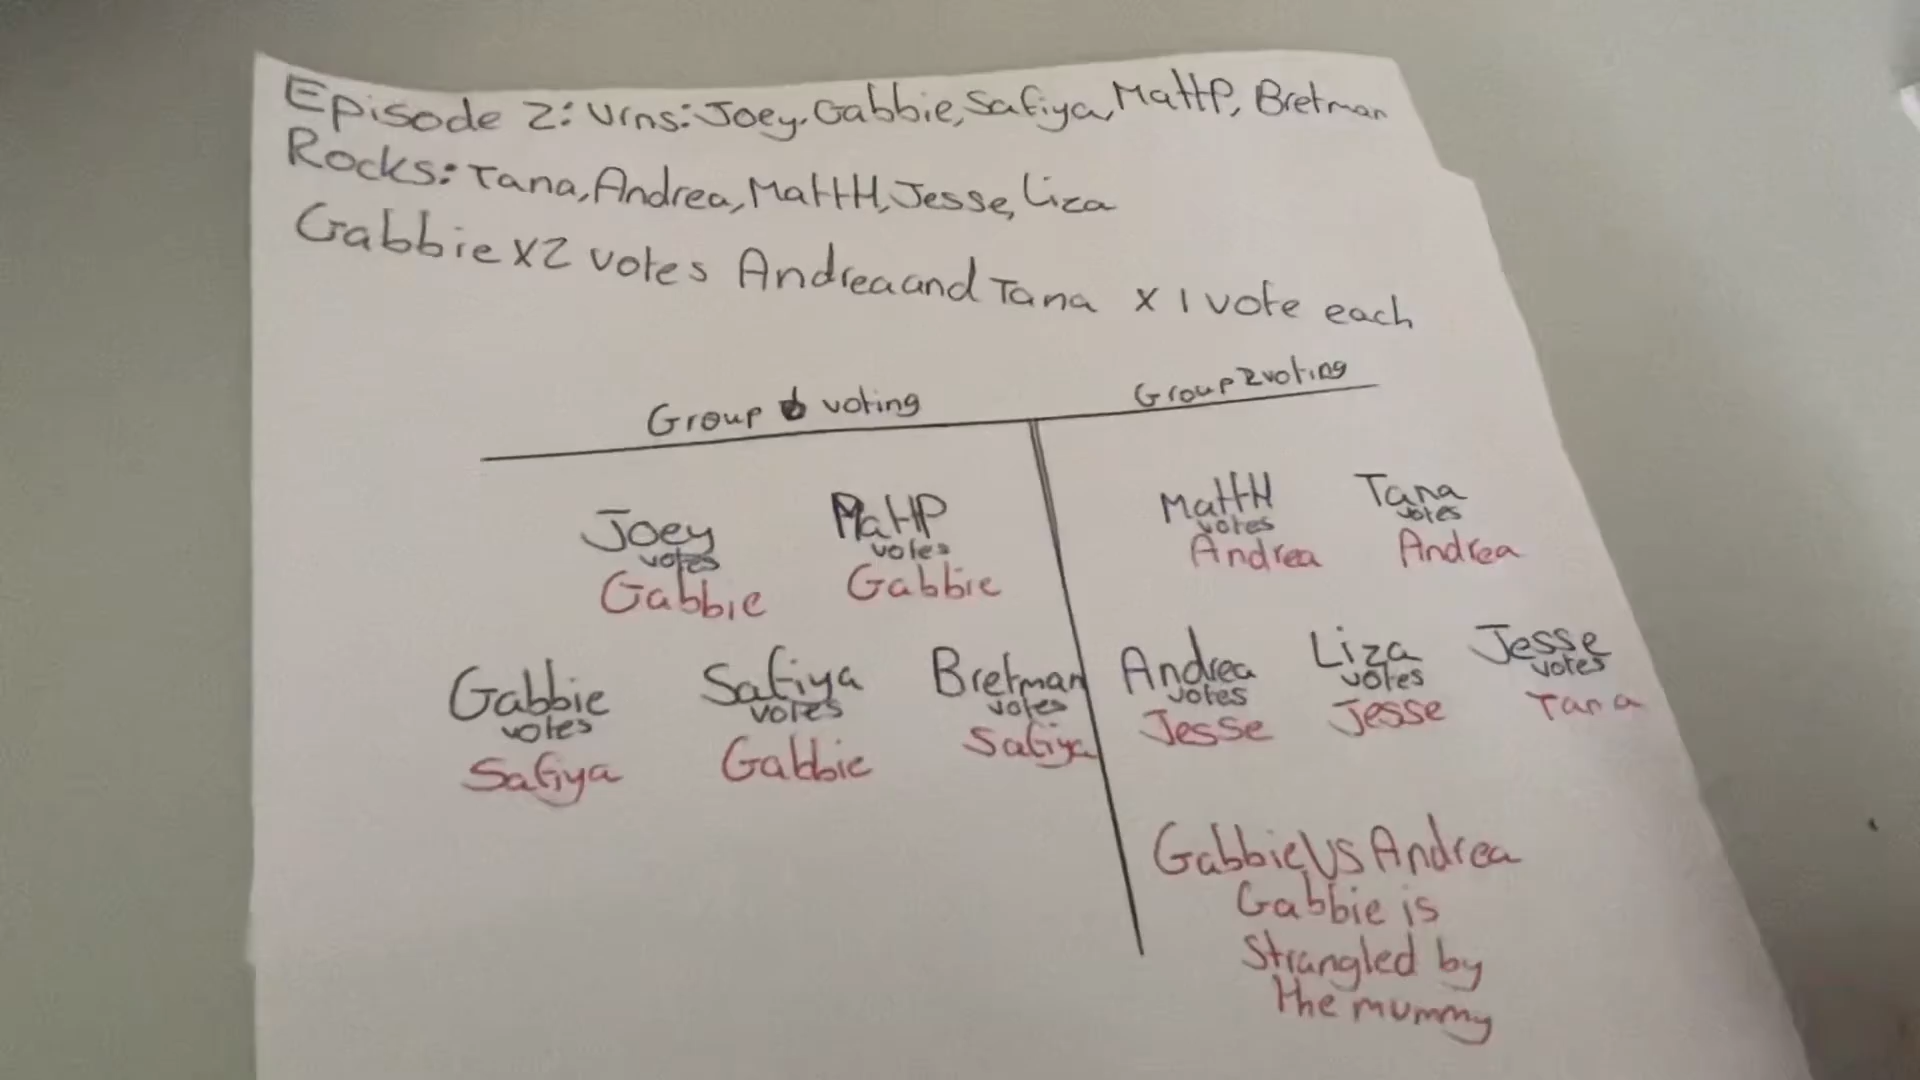 Episode 2: Urns: Joey, Gabbie, Safiya, MattP, Bretman
Rocks: Tana, Andrea, MattH, Jesse, Liza
Gabbie x2 votes Andrea and Tana x 1 vote each
Group voting
Group 2 voting
Joey votes Gabbie
MattP votes Gabbie
Gabbie votes Safiya
Safiya votes Gabbie
Bretman votes Safiya
MattH votes Andrea
Tana votes Andrea
Andrea votes Jesse
Liza votes Jesse
Jesse votes Tana
Gabbie VS Andrea
Gabbie is
Strangled by
the mummy